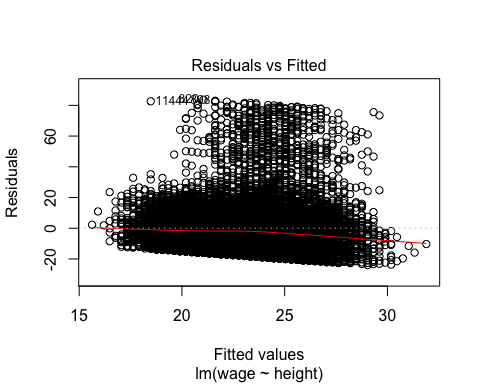 Residuals vs Fitted
Residuals
60
20
0
-20
15
20
25
30
Fitted values
lm(wage ~ height)